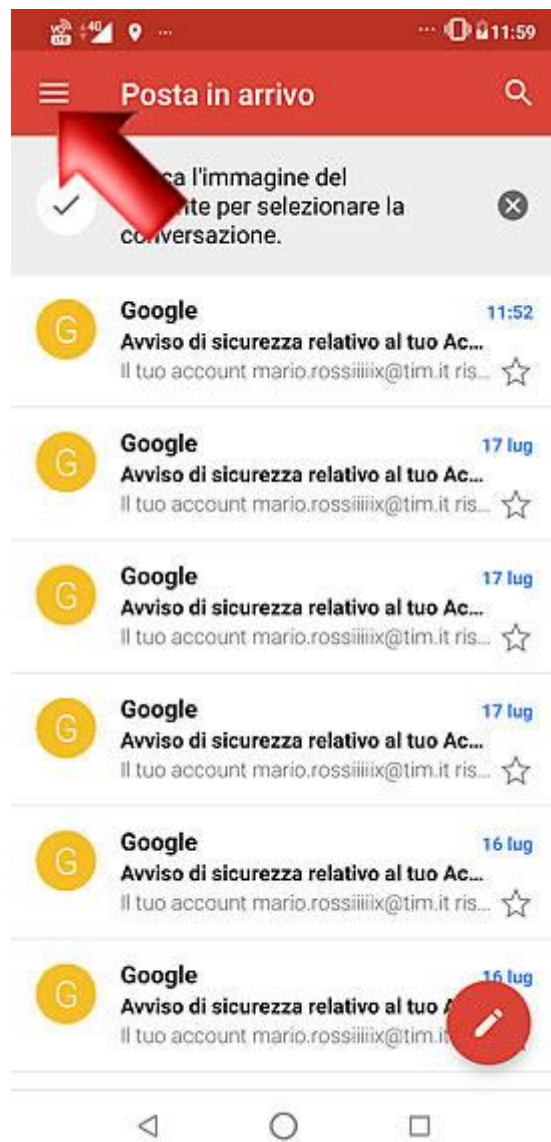 VoD LTE 40 ... ... 11:59
Posta in arrivo
ca l'immagine del
nte per selezionare la
conversazione.
G Google 11:52
Avviso di sicurezza relativo al tuo Ac...
Il tuo account mario.rossiiiiix@tim.it ris...
G Google 17 lug
Avviso di sicurezza relativo al tuo Ac...
Il tuo account mario.rossiiiiix@tim.it ris...
G Google 17 lug
Avviso di sicurezza relativo al tuo Ac...
Il tuo account mario.rossiiiiix@tim.it ris...
G Google 17 lug
Avviso di sicurezza relativo al tuo Ac...
Il tuo account mario.rossiiiiix@tim.it ris...
G Google 16 lug
Avviso di sicurezza relativo al tuo Ac...
Il tuo account mario.rossiiiiix@tim.it ris...
G Google 16 lug
Avviso di sicurezza relativo al tuo A
Il tuo account mario.rossiiiiix@tim.it